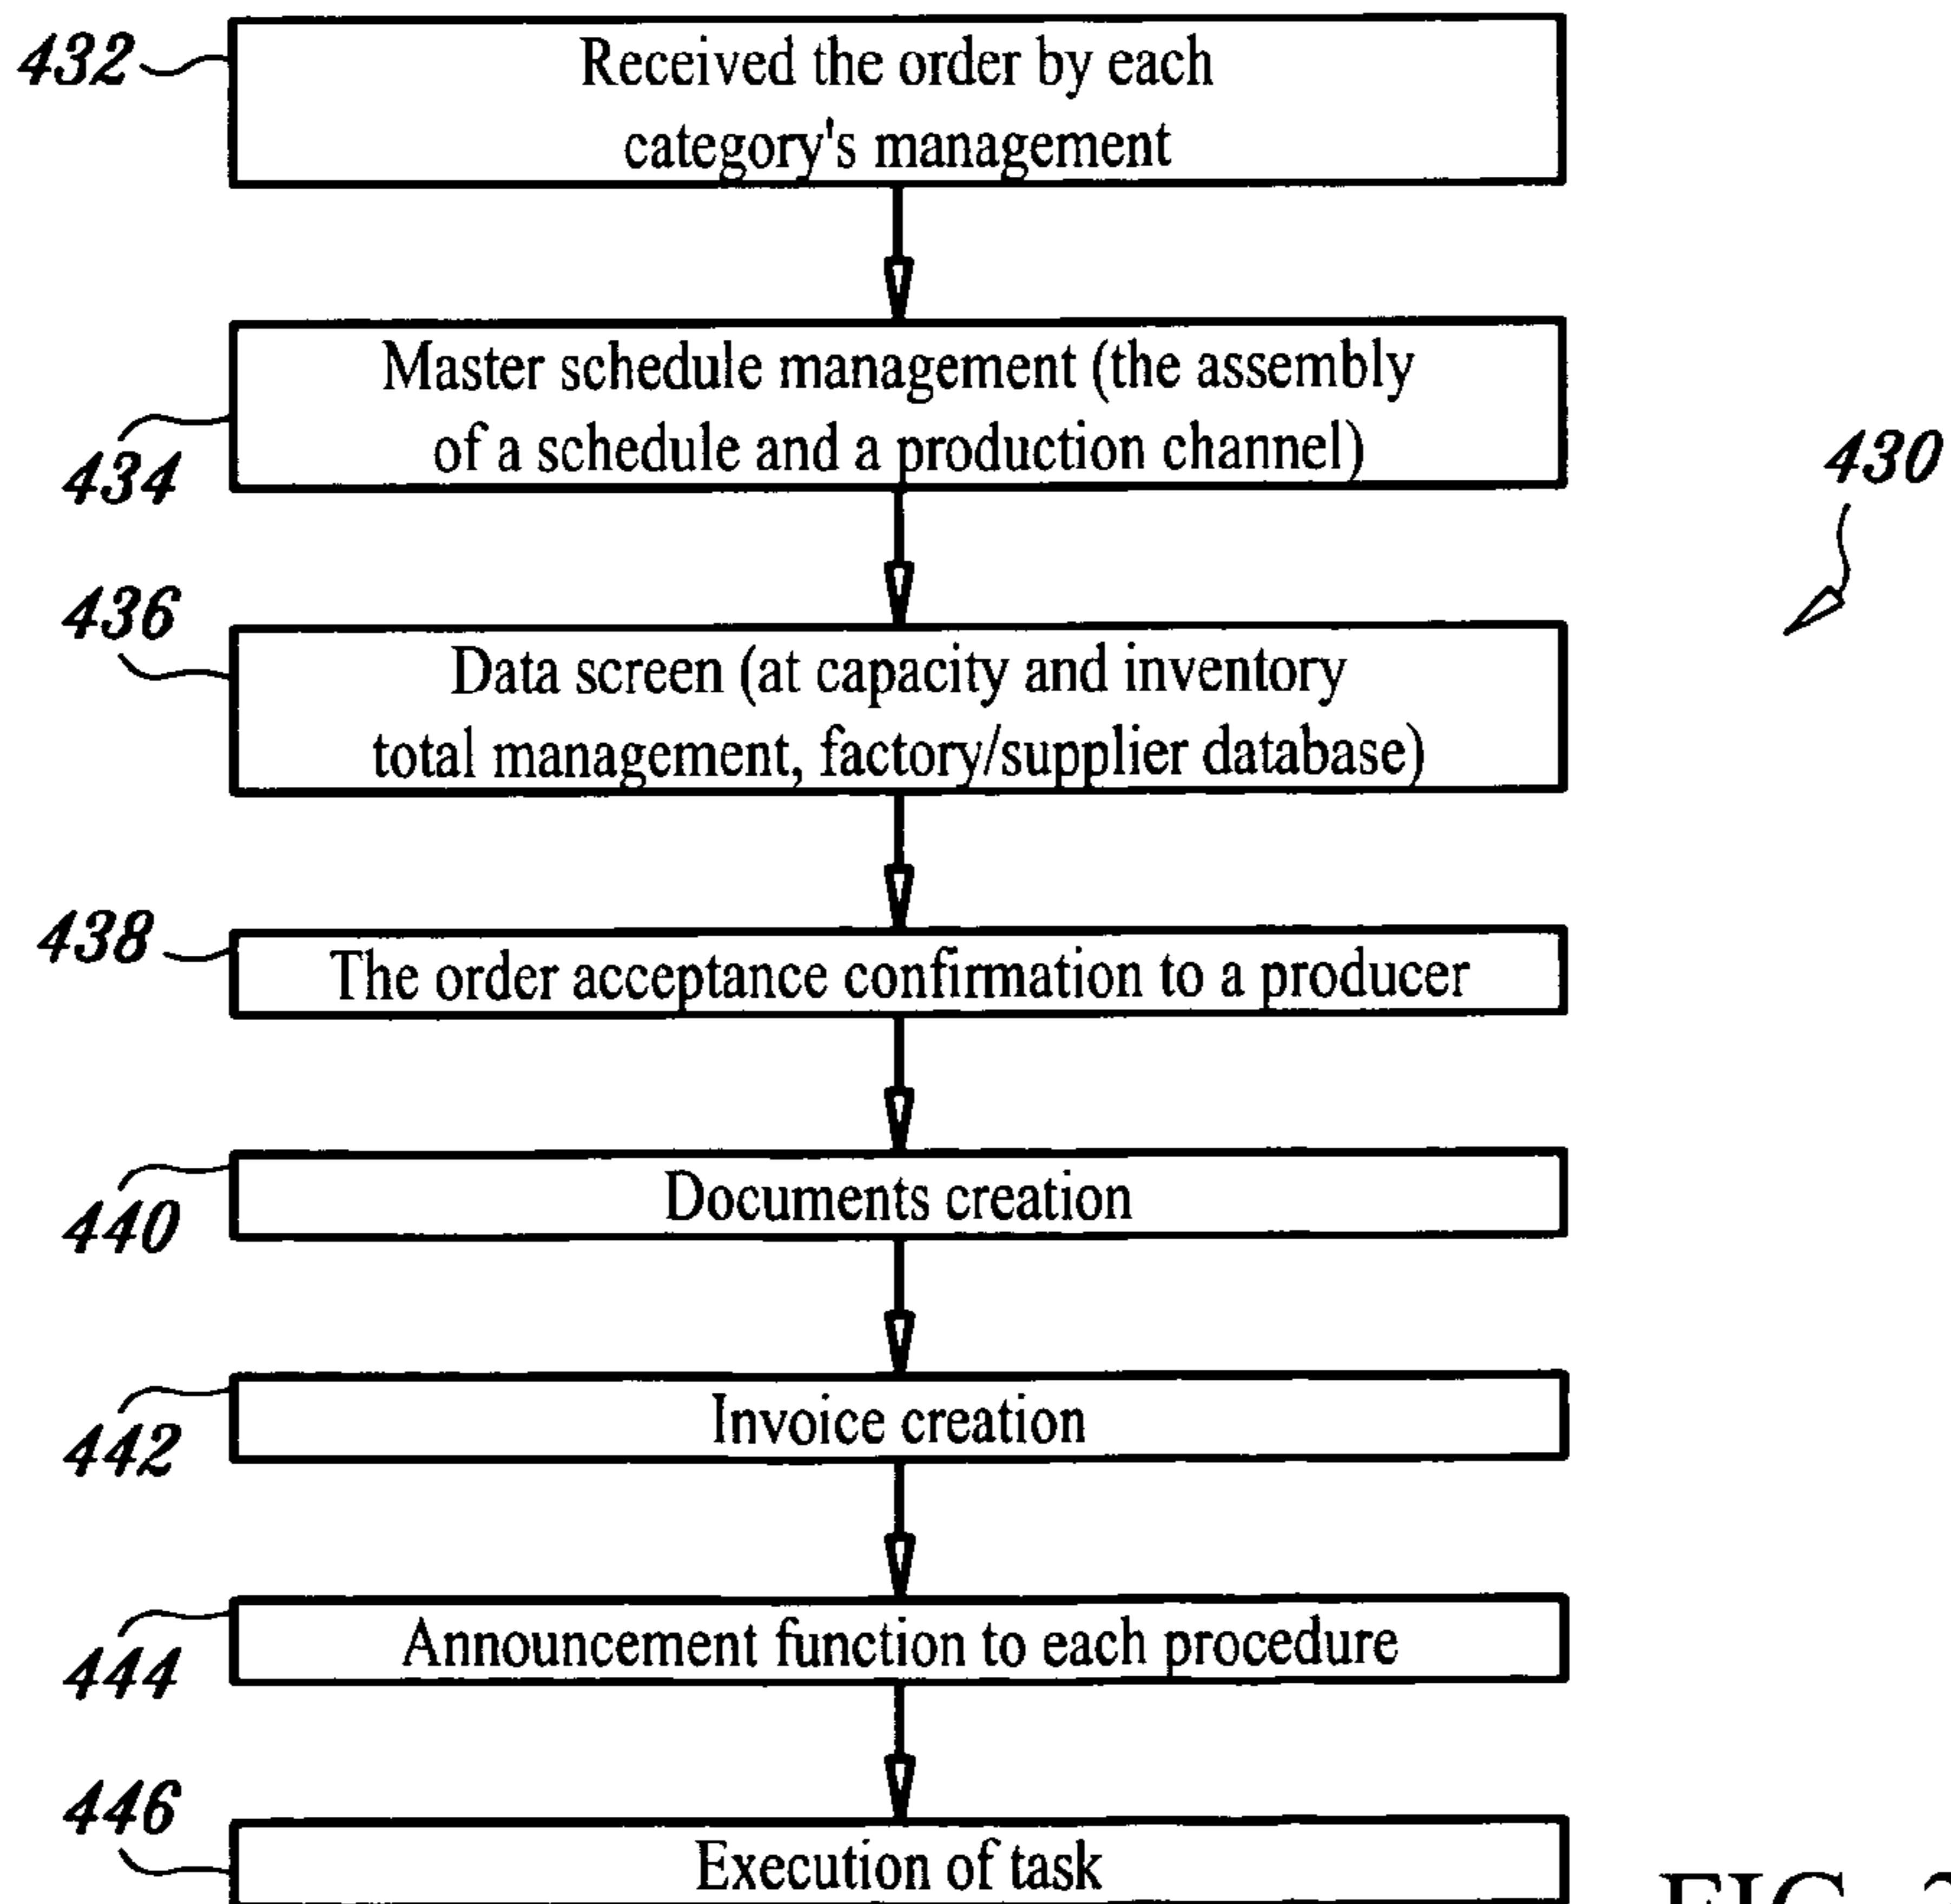 432
Received the order by each
category's management
Master schedule management (the assembly
of a schedule and a production channel)
434
430
436
Data screen (at capacity and inventory
total management, factory/supplier database)
438
The order acceptance confirmation to a producer
440
Documents creation
442
Invoice creation
444
Announcement function to each procedure
446
Execution of task
FIG.